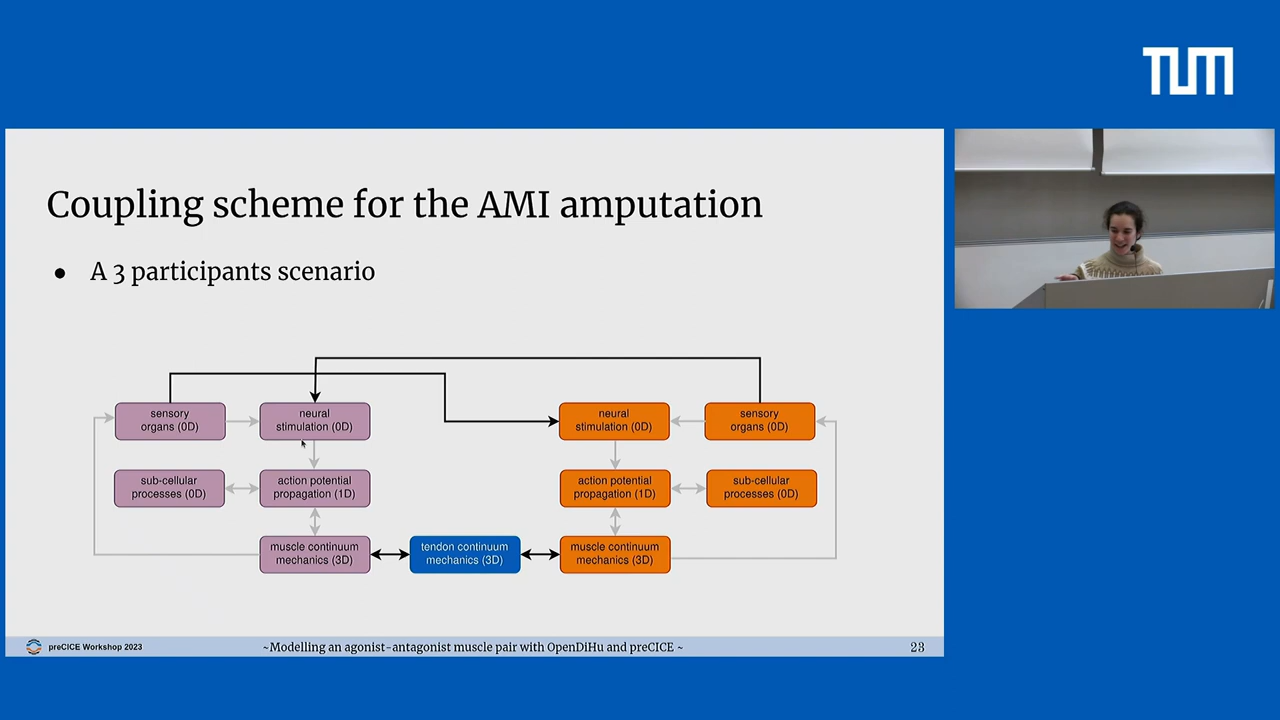 TUM
Coupling scheme for the AMI amputation
● A 3 participants scenario
sensory
organs (0D)
neural
stimulation (0D)
neural
stimulation (0D)
sensory
organs (0D)
sub-cellular
processes (0D)
action potential
propagation (1D)
action potential
propagation (1D)
sub-cellular
processes (0D)
muscle continuum
mechanics (3D)
tendon continuum
mechanics (3D)
muscle continuum
mechanics (3D)
preCICE Workshop 2023
~Modelling an agonist-antagonist muscle pair with OpenDiHu and preCICE ~
23